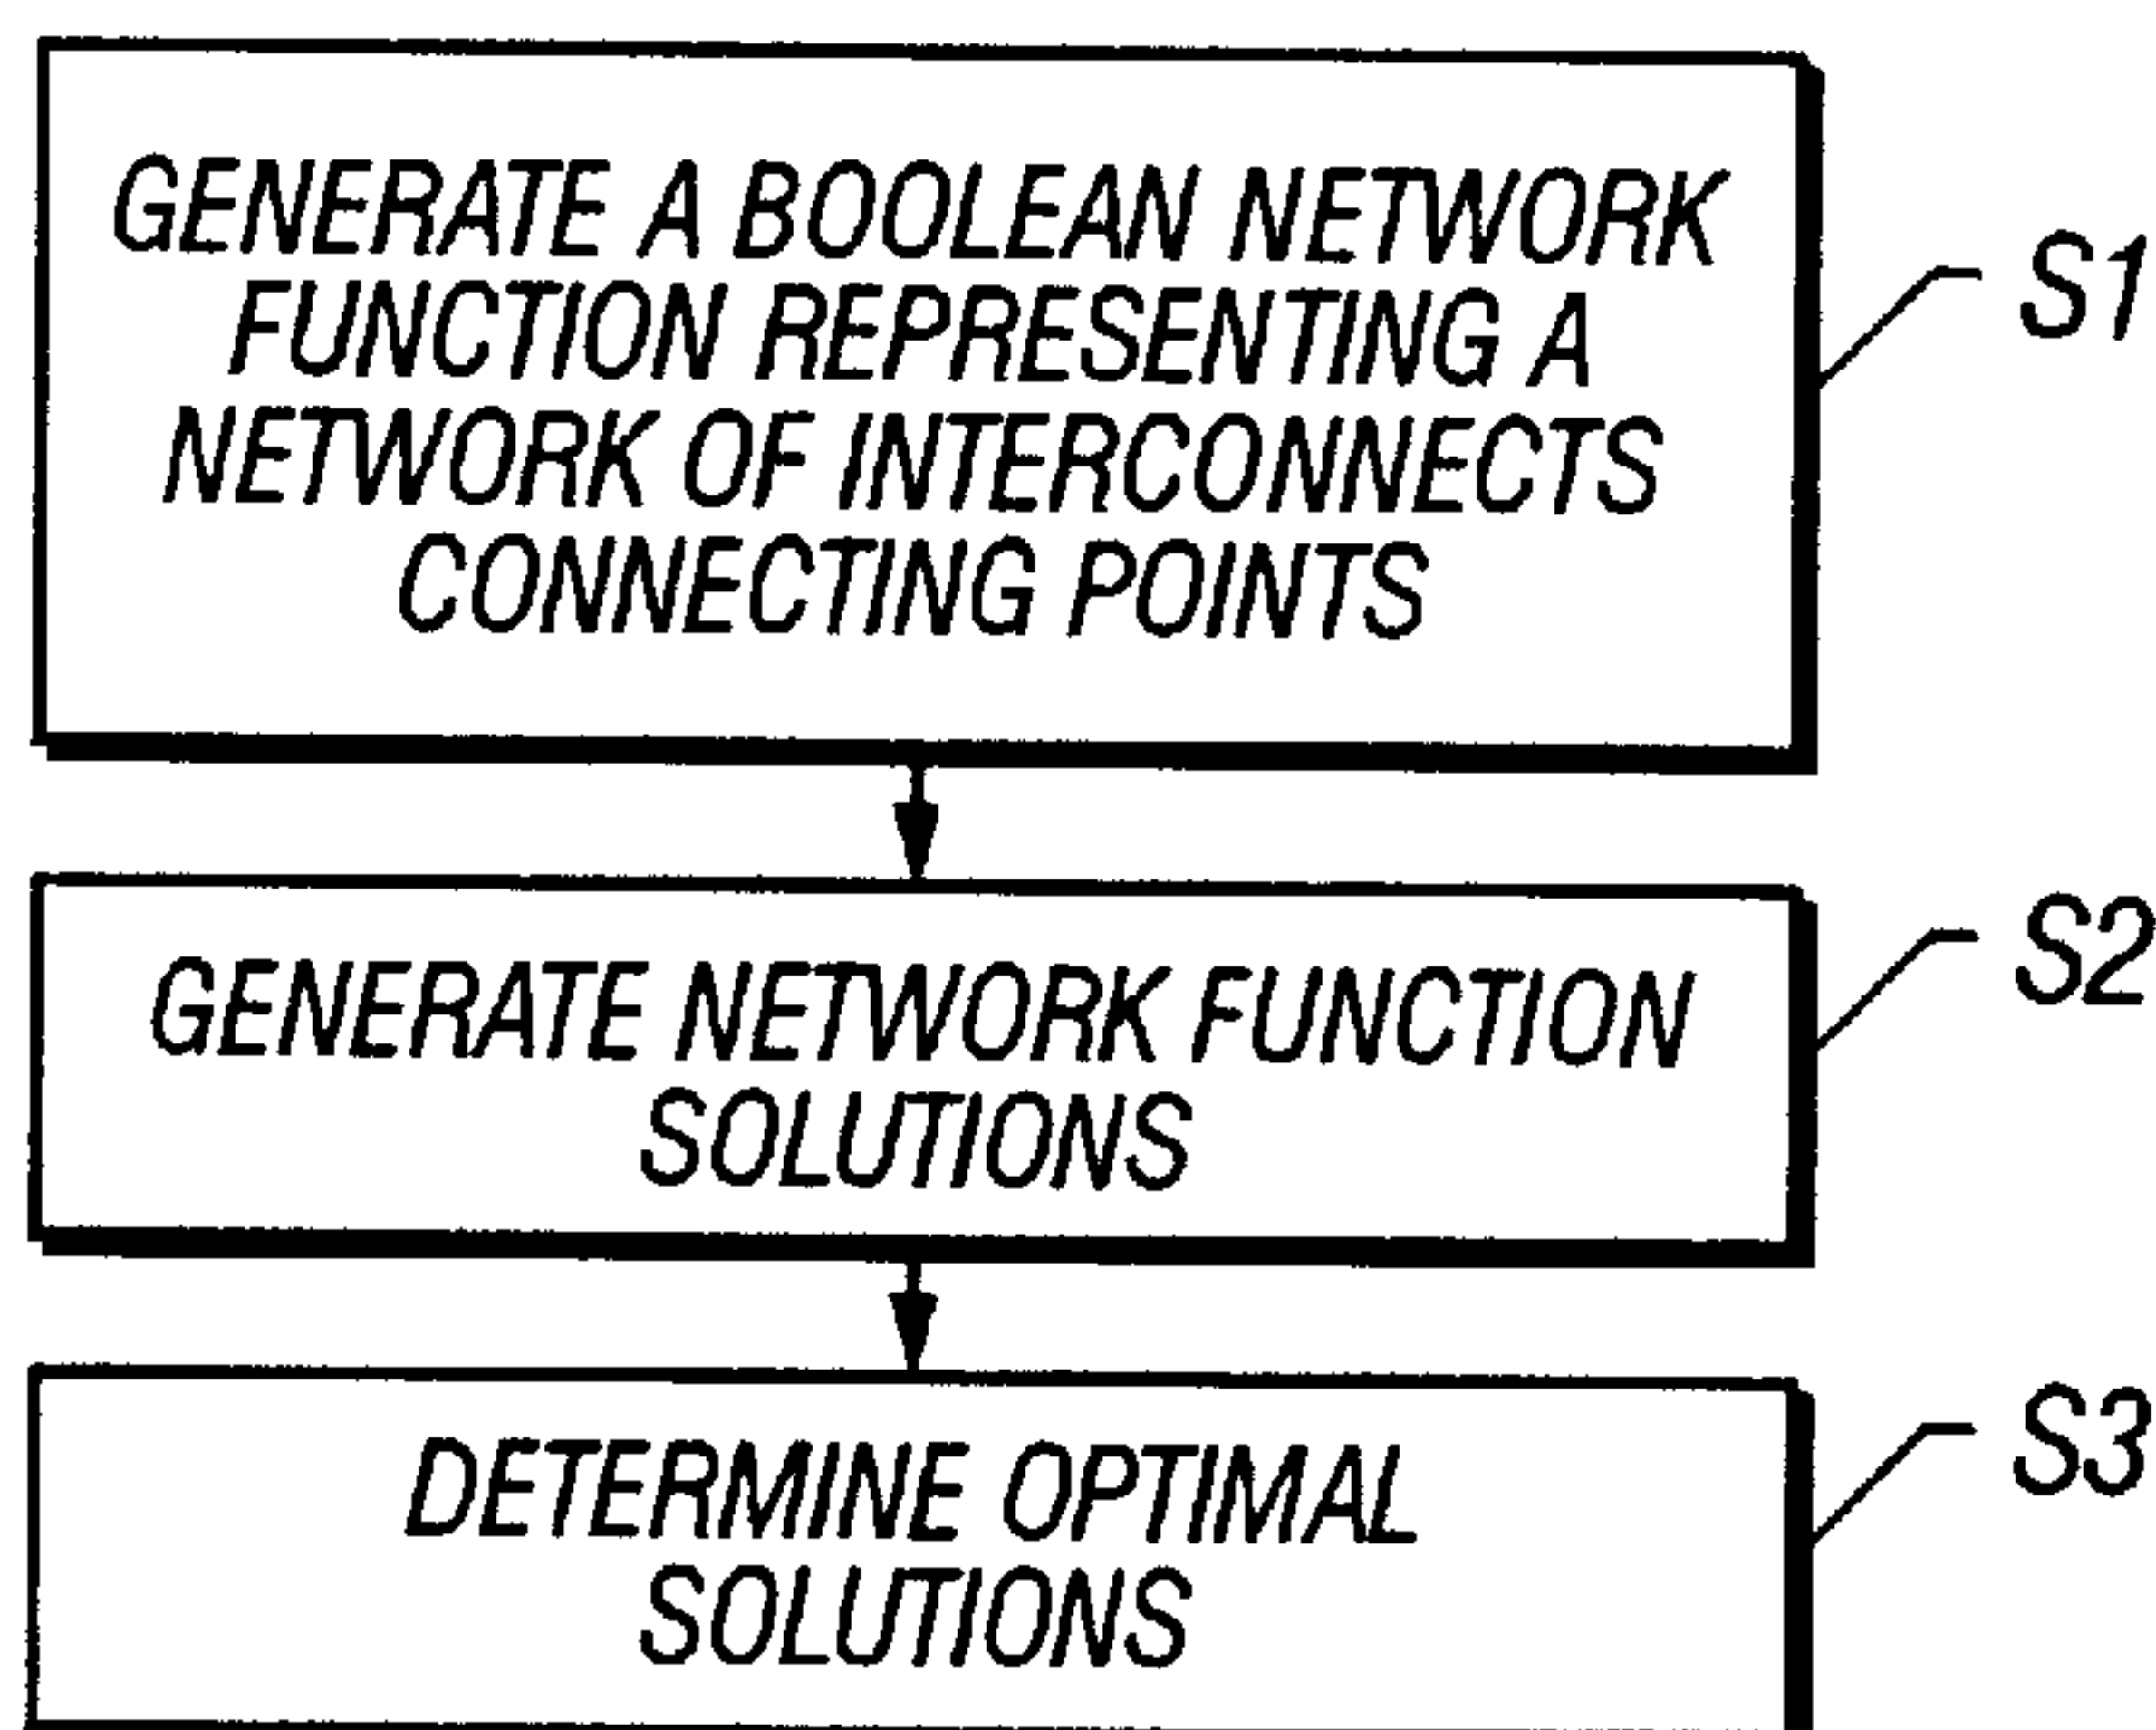 GENERATE A BOOLEAN NETWORK
FUNCTION REPRESENTING A
NETWORK OF INTERCONNECTS
CONNECTING POINTS
S1
GENERATE NETWORK FUNCTION
SOLUTIONS
S2
DETERMINE OPTIMAL
SOLUTIONS
S3